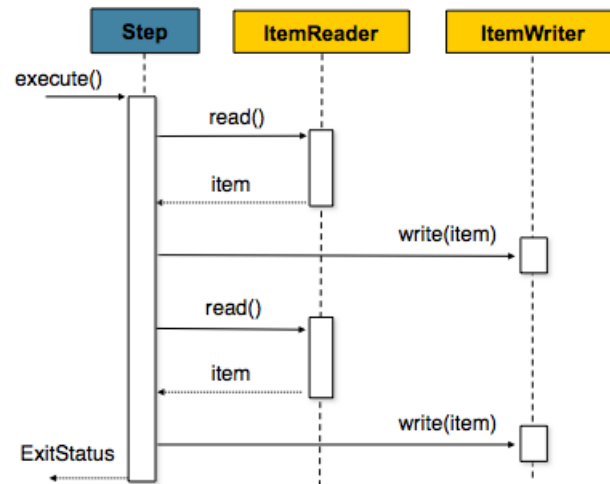 Step
ItemReader
ItemWriter
execute()
read()
item
write(item)
read()
item
write(item)
ExitStatus